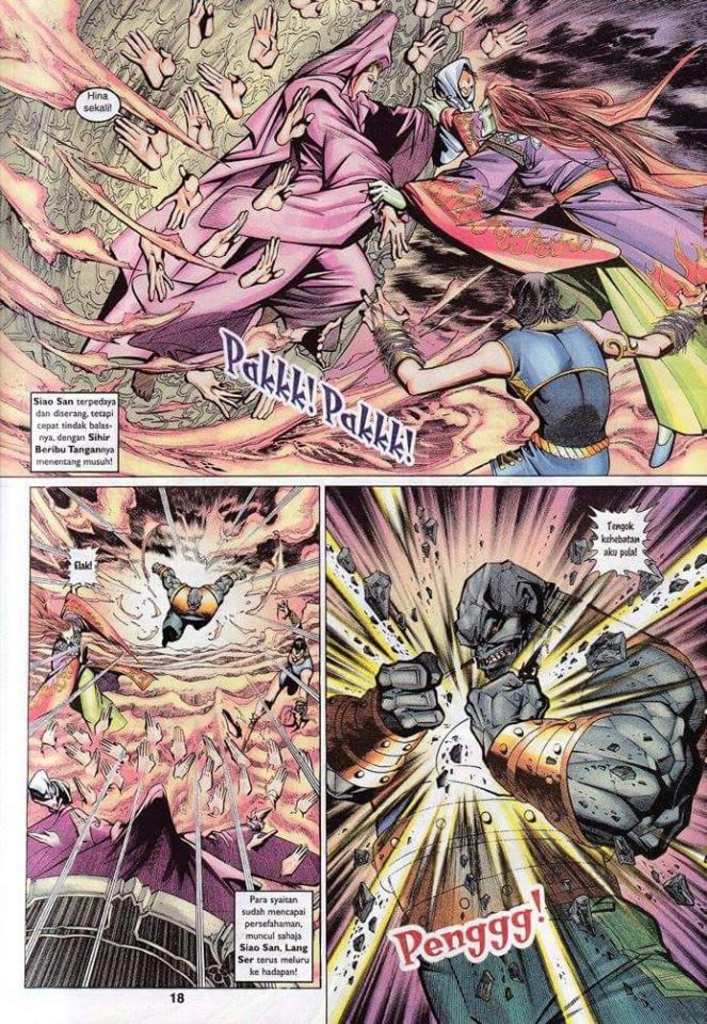 Hina
sekali!
Pakkk! Pakkk!
Siao San terpedaya
dan diserang, tetapi
cepat tindak balas-
nya, dengan Sihir
Beribu Tangannya
menentang musuh!
Elak!
Para syaitan
sudah mencapai
persefahaman,
muncul sahaja
Siao San, Lang
Ser terus meluru
ke hadapan!
Tengok
kehebatan
aku pula!
Penggg!
18